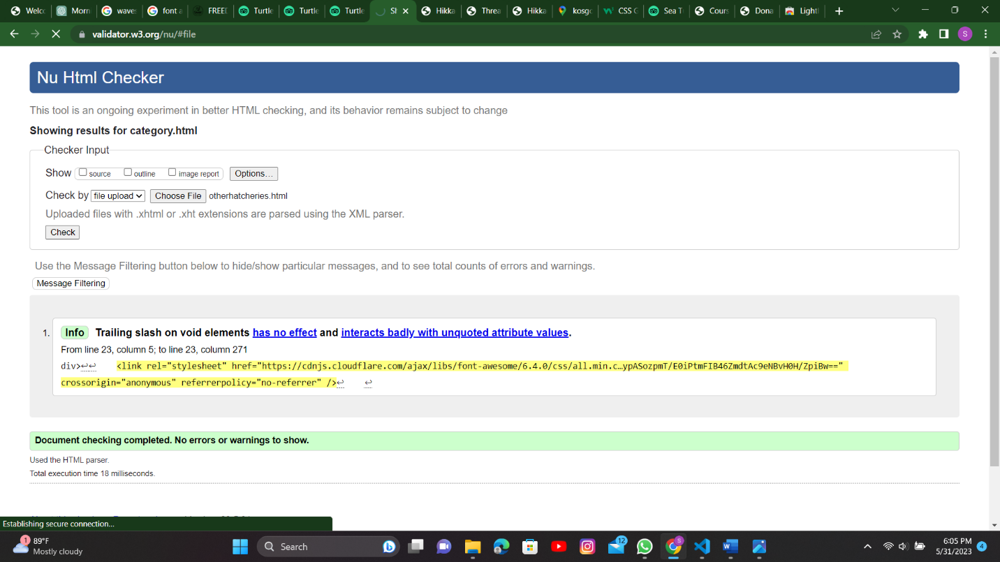 Welco
Morn
wave
font a
FREE
Turtle
Turtle
Turtle
Sh
Hikka
Threa
Hikka
kosgo
CSS G
Sea T
Cours
Dona
Light
validator.w3.org/nu/#file
S
Nu Html Checker
This tool is an ongoing experiment in better HTML checking, and its behavior remains subject to change
Showing results for category.html
Checker Input
Show source outline image report Options…
Check by file upload Choose File otherhatcheries.html
Uploaded files with .xhtml or .xht extensions are parsed using the XML parser.
Check
Use the Message Filtering button below to hide/show particular messages, and to see total counts of errors and warnings.
Message Filtering
1. Info Trailing slash on void elements has no effect and interacts badly with unquoted attribute values.
From line 23, column 5; to line 23, column 271
div>↩↩ <link rel="stylesheet" href="https://cdnjs.cloudflare.com/ajax/libs/font-awesome/6.4.0/css/all.min.c…ypASozpmT/E0iPtmFIB46ZmdtAc9eNBvH0H/ZpiBw=="
crossorigin="anonymous" referrerpolicy="no-referrer" />↩ ↩
Document checking completed. No errors or warnings to show.
Used the HTML parser.
Total execution time 18 milliseconds.
Establishing secure connection...
1 89°F
Mostly cloudy
Search
12
S
6:05 PM
5/31/2023
4